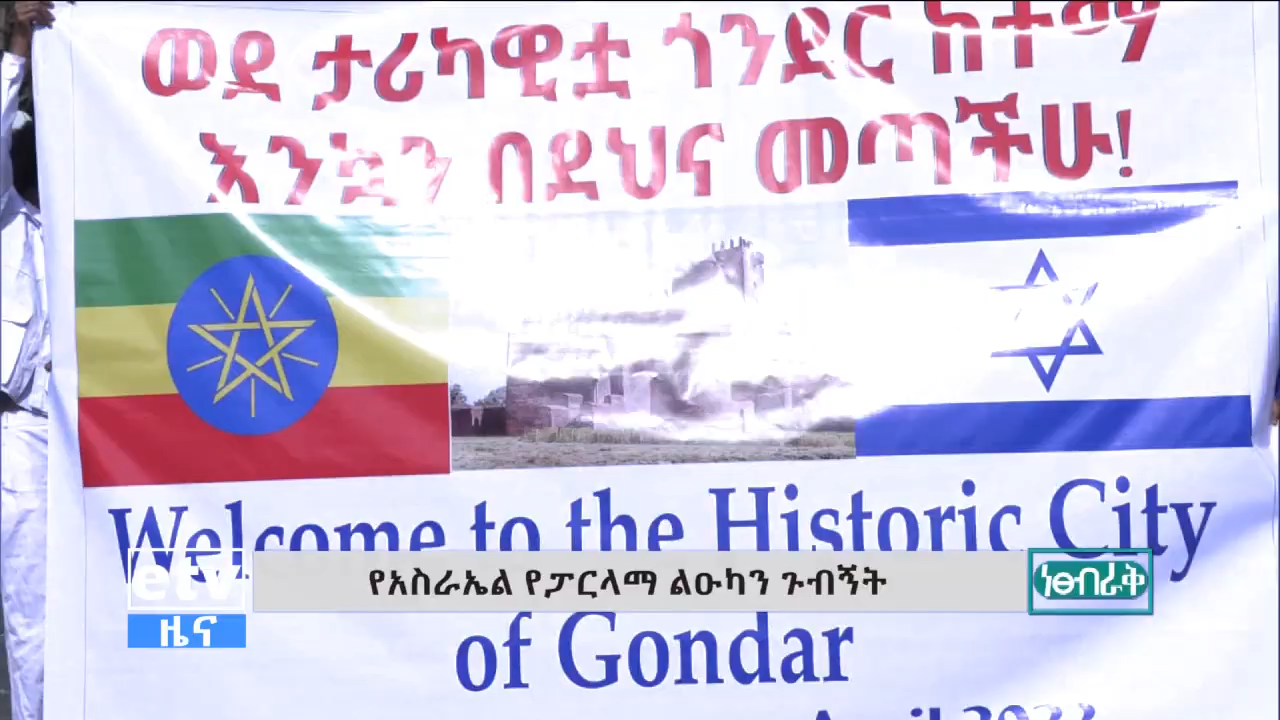 ወደ ታሪካዊቷ ጎንደር ከተማ
እንኳን በደህና መጣችሁ!
Welcome to the Historic City
of Gondar
etv
ዜና
የአስራኤል የፓርላማ ልዑካን ጉብኝት
ነፀብራቅ